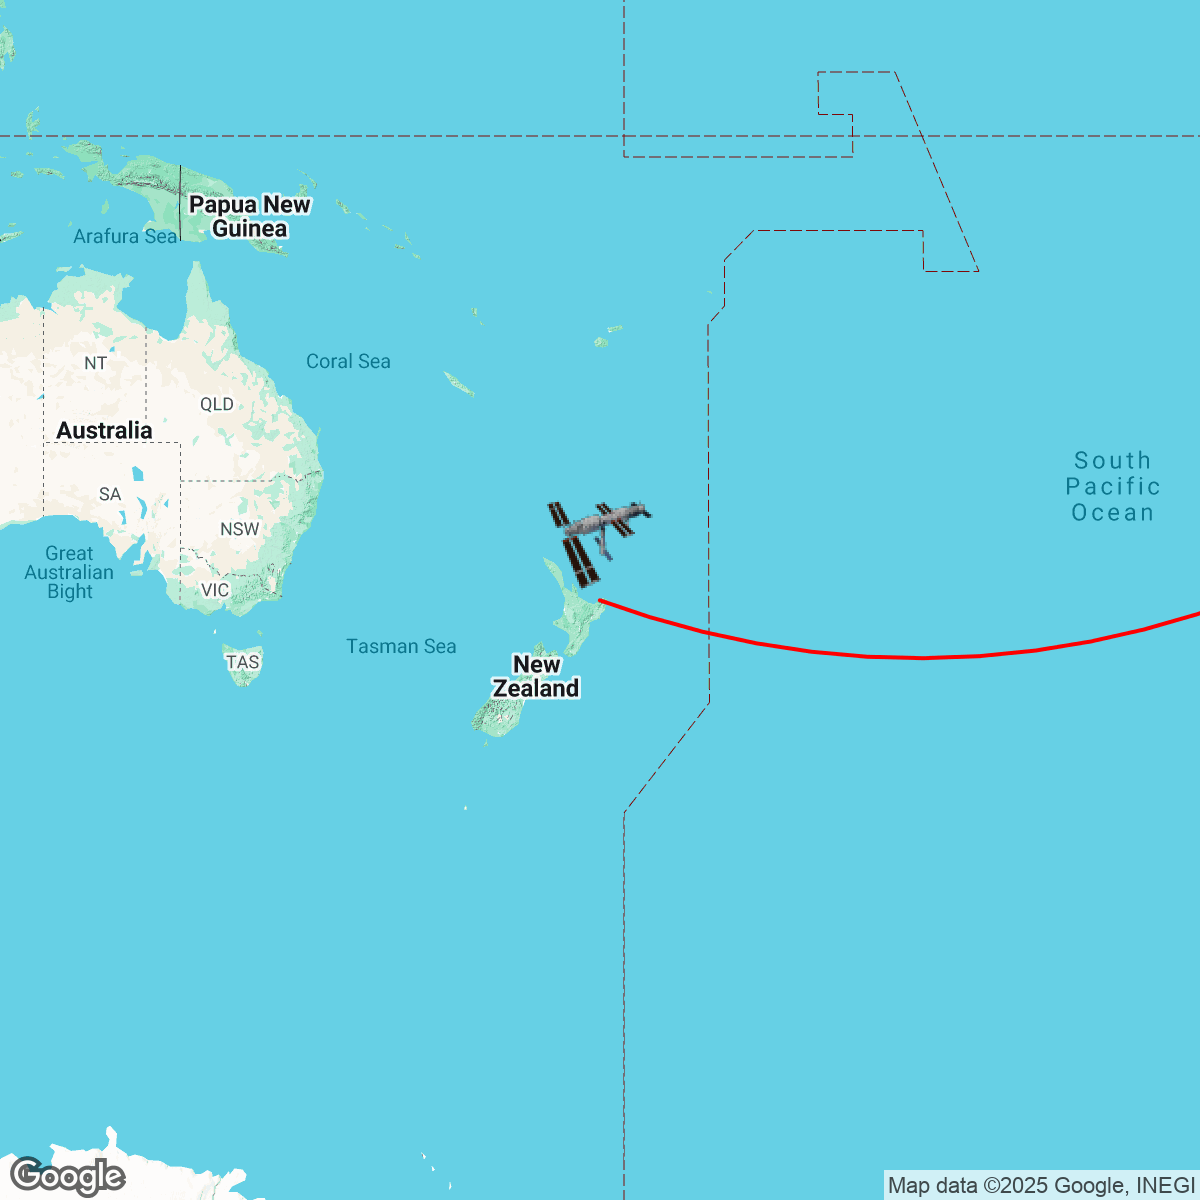 Papua New
Guinea
Arafura Sea
NT
Coral Sea
QLD
Australia
South
Pacific
Ocean
SA
NSW
Great
Australian
Bight
VIC
Tasman Sea
TAS
New
Zealand
Google
Map data ©2025 Google, INEGI